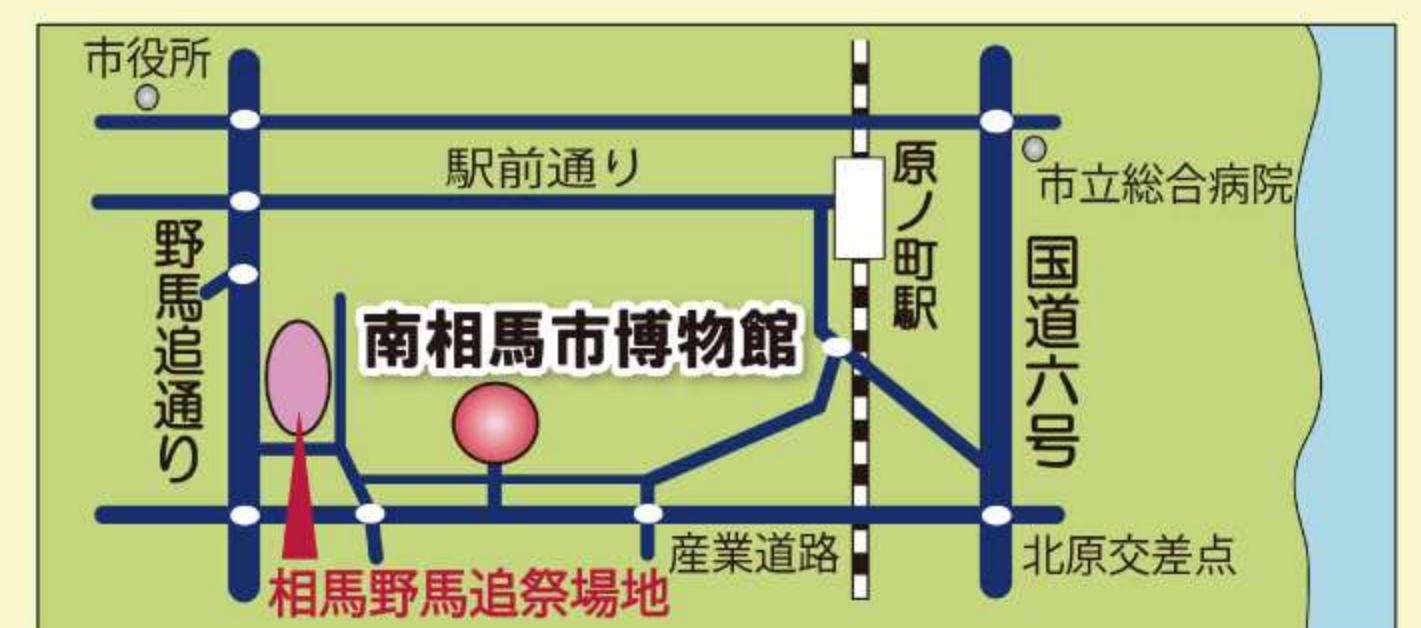 市役所
駅前通り
原ノ町駅
市立総合病院
野馬追通り
国道六号
南相馬市博物館
産業道路
北原交差点
相馬野馬追祭場地